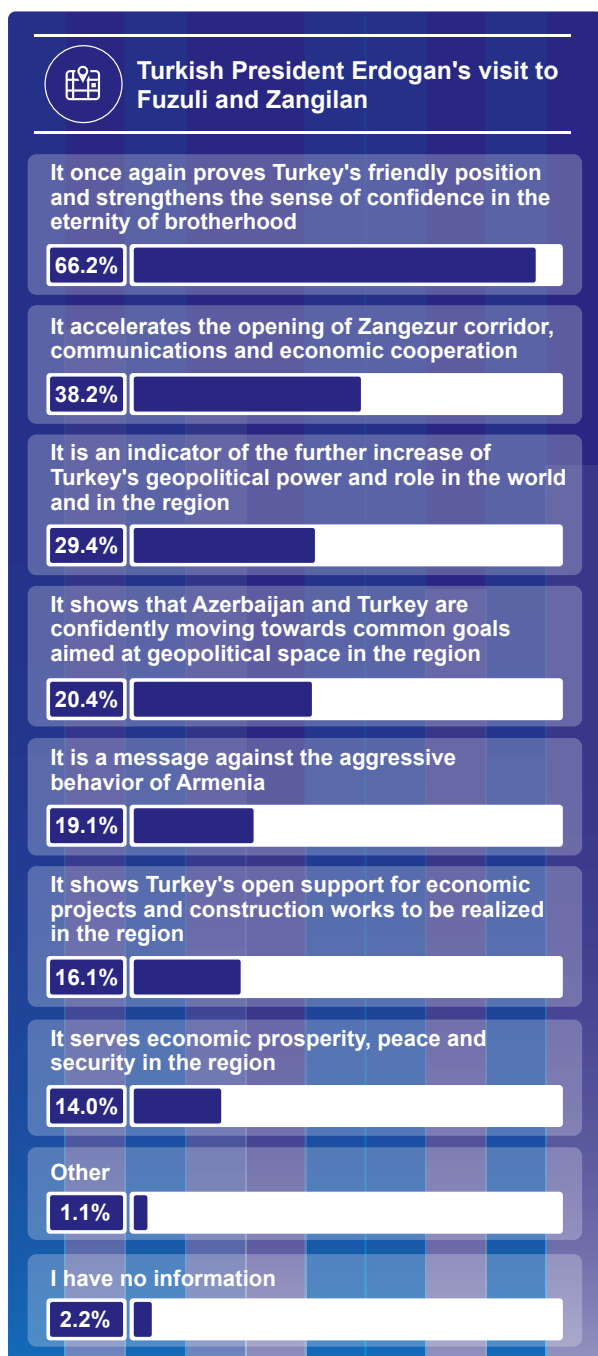 Turkish President Erdogan's visit to
Fuzuli and Zangilan
It once again proves Turkey's friendly position
and strengthens the sense of confidence in the
eternity of brotherhood
66.2%
It accelerates the opening of Zangezur corridor,
communications and economic cooperation
38.2%
It is an indicator of the further increase of
Turkey's geopolitical power and role in the world
and in the region
29.4%
It shows that Azerbaijan and Turkey are
confidently moving towards common goals
aimed at geopolitical space in the region
20.4%
It is a message against the aggressive
behavior of Armenia
19.1%
It shows Turkey's open support for economic
projects and construction works to be realized
in the region
16.1%
It serves economic prosperity, peace and
security in the region
14.0%
Other
1.1%
I have no information
2.2%